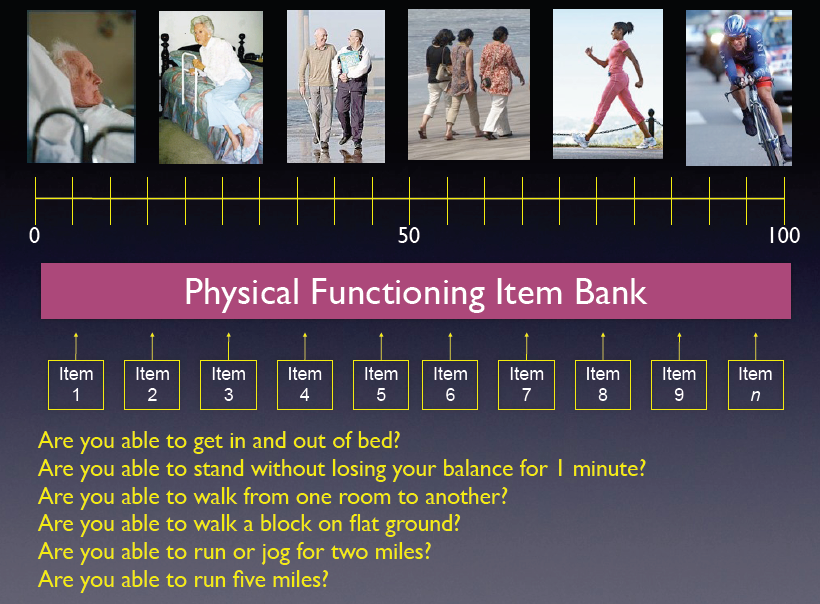 0 50 100
Physical Functioning Item Bank
Item Item Item Item Item Item Item Item Item Item
1 2 3 4 5 6 7 8 9 n
Are you able to get in and out of bed?
Are you able to stand without losing your balance for 1 minute?
Are you able to walk from one room to another?
Are you able to walk a block on flat ground?
Are you able to run or jog for two miles?
Are you able to run five miles?